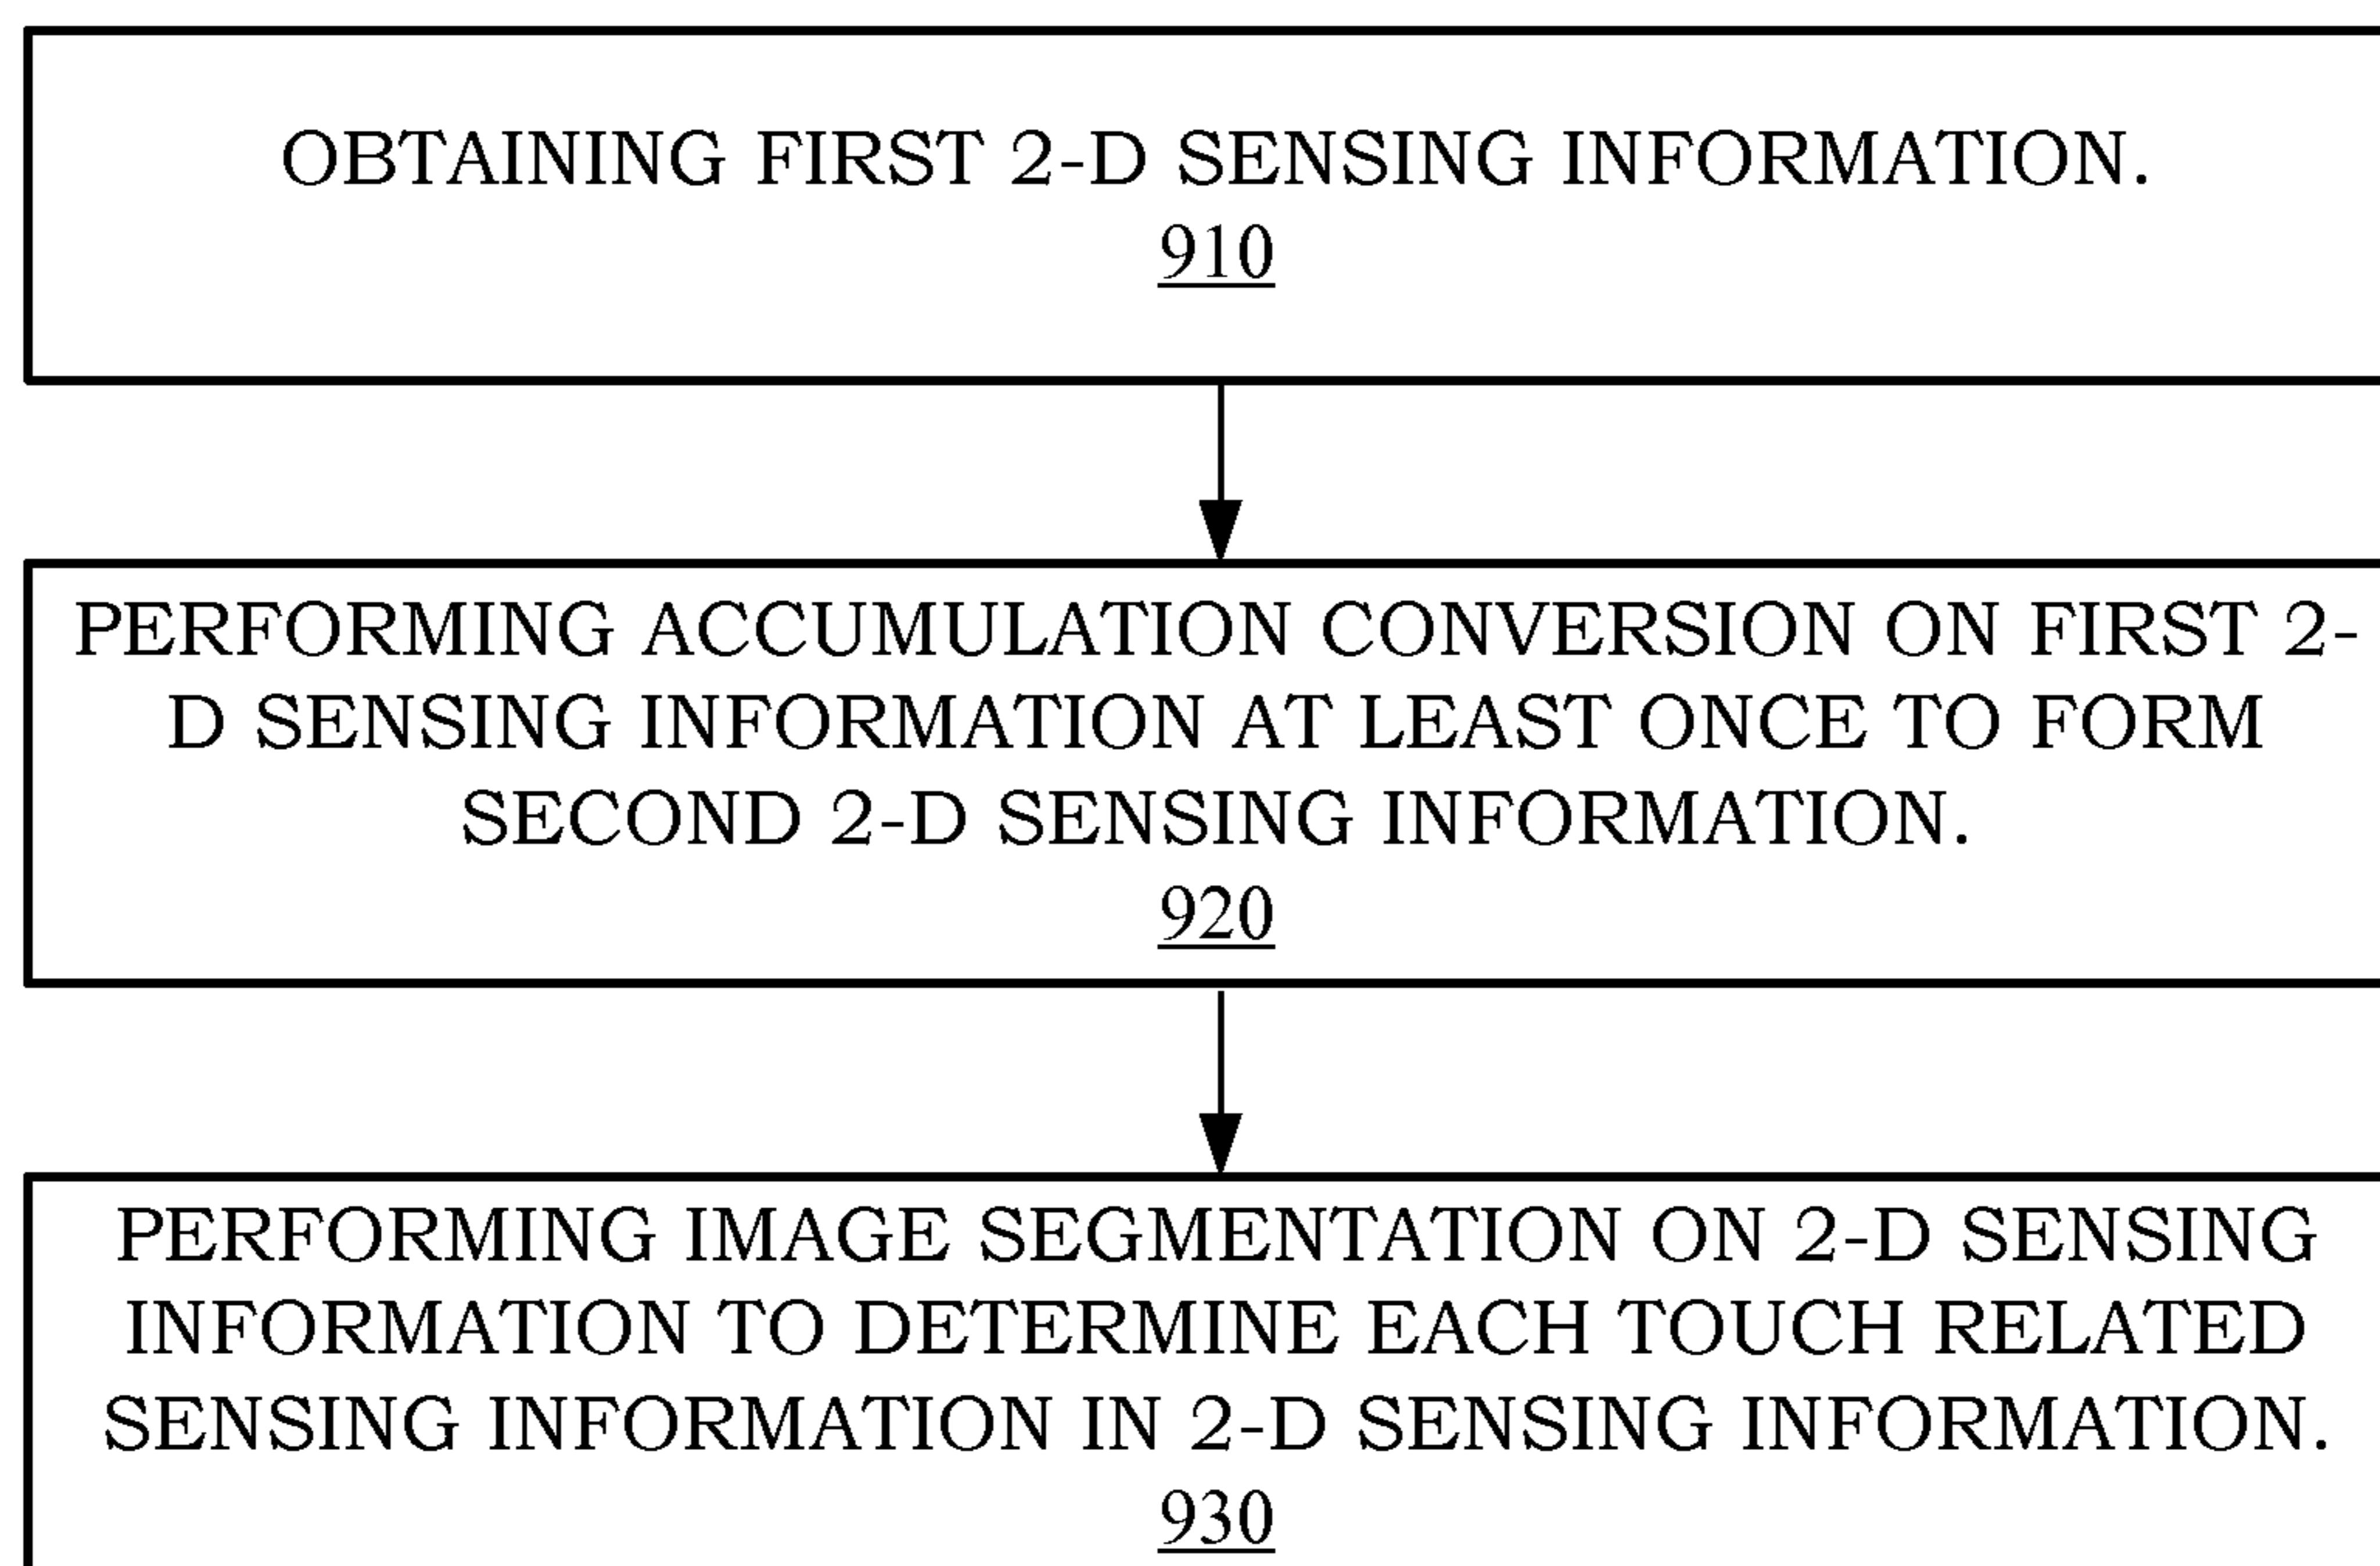 OBTAINING FIRST 2-D SENSING INFORMATION.
910
PERFORMING ACCUMULATION CONVERSION ON FIRST 2-
D SENSING INFORMATION AT LEAST ONCE TO FORM
SECOND 2-D SENSING INFORMATION.
920
PERFORMING IMAGE SEGMENTATION ON 2-D SENSING
INFORMATION TO DETERMINE EACH TOUCH RELATED
SENSING INFORMATION IN 2-D SENSING INFORMATION.
930